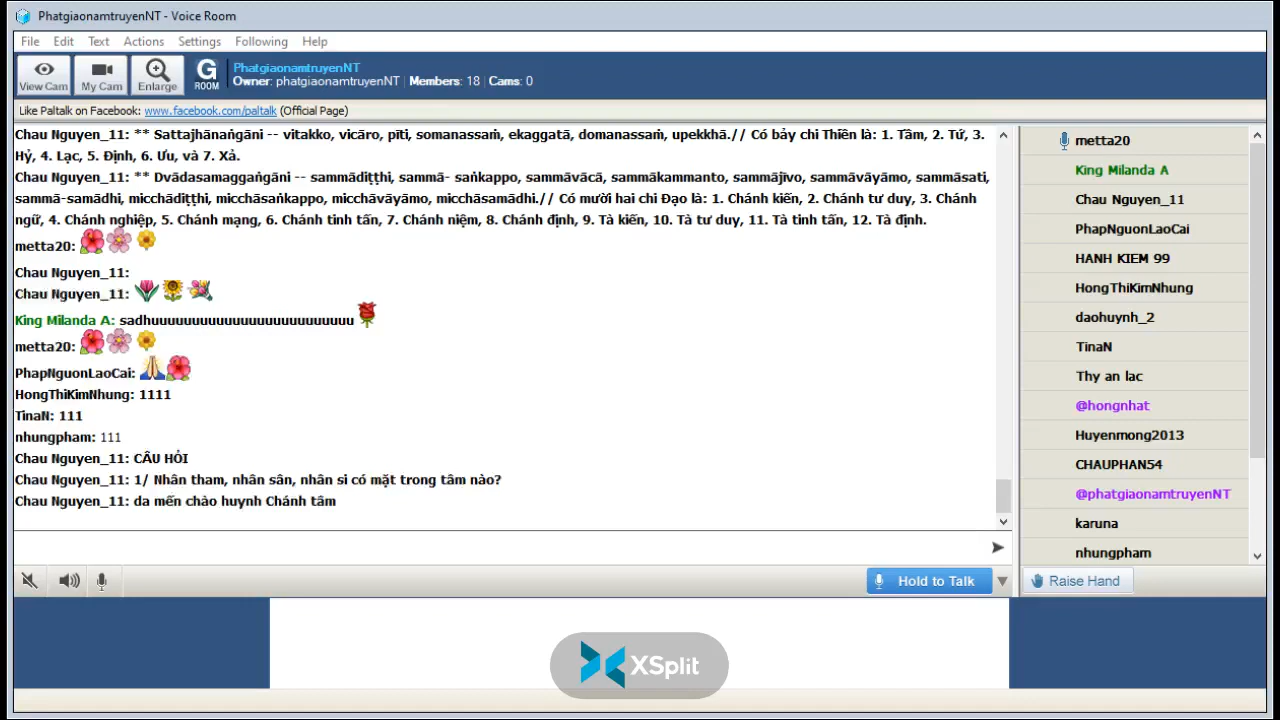 PhatgiaonamtruyenNT - Voice Room
File Edit Text Actions Settings Following Help
View Cam My Cam Enlarge G ROOM
PhatgiaonamtruyenNT
Owner: phatgiaonamtruyenNT | Members: 18 | Cams: 0
Like Paltalk on Facebook: www.facebook.com/paltalk (Official Page)
Chau Nguyen_11: ** Sattajhānaṅgāni -- vitakko, vicāro, pīti, somanassaṁ, ekaggatā, domanassaṁ, upekkhā.// Có bảy chi Thiền là: 1. Tầm, 2. Tứ, 3.
Hỷ, 4. Lạc, 5. Định, 6. Ưu, và 7. Xả.
Chau Nguyen_11: ** Dvādasamaggaṅgāni -- sammādiṭṭhi, sammā- saṅkappo, sammāvācā, sammākammanto, sammājīvo, sammāvāyāmo, sammāsati,
sammā-samādhi, micchādiṭṭhi, micchāsaṅkappo, micchāvāyāmo, micchāsamādhi.// Có mười hai chi Đạo là: 1. Chánh kiến, 2. Chánh tư duy, 3. Chánh
ngữ, 4. Chánh nghiệp, 5. Chánh mạng, 6. Chánh tinh tấn, 7. Chánh niệm, 8. Chánh định, 9. Tà kiến, 10. Tà tư duy, 11. Tà tinh tấn, 12. Tà định.
metta20:
Chau Nguyen_11:
Chau Nguyen_11:
King Milanda A: sadhuuuuuuuuuuuuuuuuuuuuuuuuu
metta20:
PhapNguonLaoCai:
HongThiKimNhung: 1111
TinaN: 111
nhungpham: 111
Chau Nguyen_11: CÂU HỎI
Chau Nguyen_11: 1/ Nhân tham, nhân sân, nhân si có mặt trong tâm nào?
Chau Nguyen_11: da mến chào huynh Chánh tâm
metta20
King Milanda A
Chau Nguyen_11
PhapNguonLaoCai
HANH KIEM 99
HongThiKimNhung
daohuynh_2
TinaN
Thy an lac
@hongnhat
Huyenmong2013
CHAUPHAN54
@phatgiaonamtruyenNT
karuna
nhungpham
Hold to Talk
Raise Hand
XSplit